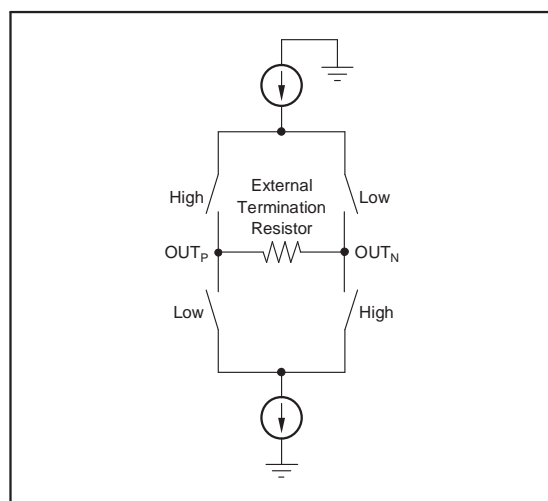 High
External
Termination
Resistor
Low
OUTP
OUTN
Low
High